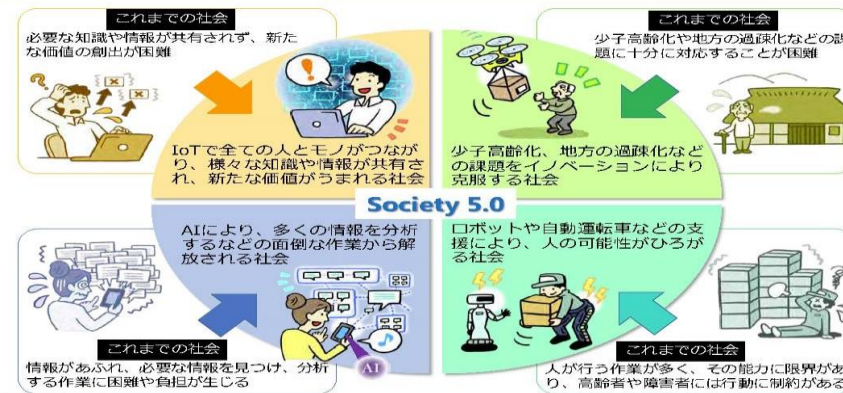 これまでの社会
必要な知識や情報が共有されず、新た
な価値の創出が困難
これまでの社会
少子高齢化や地方の過疎化などの課
題に十分に対応することが困難
IoTで全ての人とモノがつなが
り、様々な知識や情報が共有さ
れ、新たな価値がうまれる社会
少子高齢化、地方の過疎化など
の課題をイノベーションにより
克服する社会
Society 5.0
AIにより、多くの情報を分析
するなどの面倒な作業から解
放される社会
ロボットや自動運転車などの支
援により、人の可能性がひろが
る社会
AI
これまでの社会
情報があふれ、必要な情報を見つけ、分析
する作業に困難や負担が生じる
これまでの社会
人が行う作業が多く、その能力に限界があ
り、高齢者や障害者には行動に制約がある